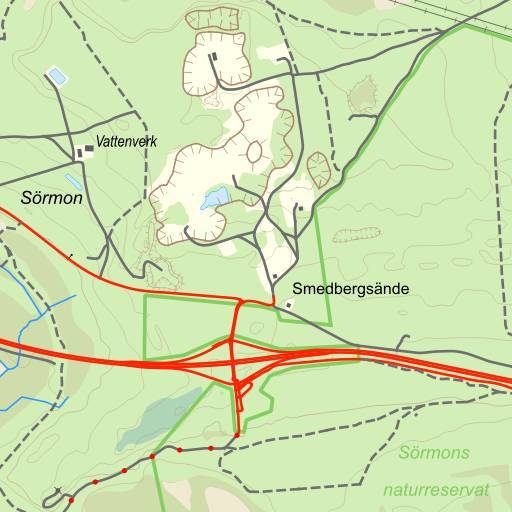 Vattenverk
Sörmon
Smedbergsände
Sörmons
naturreservat